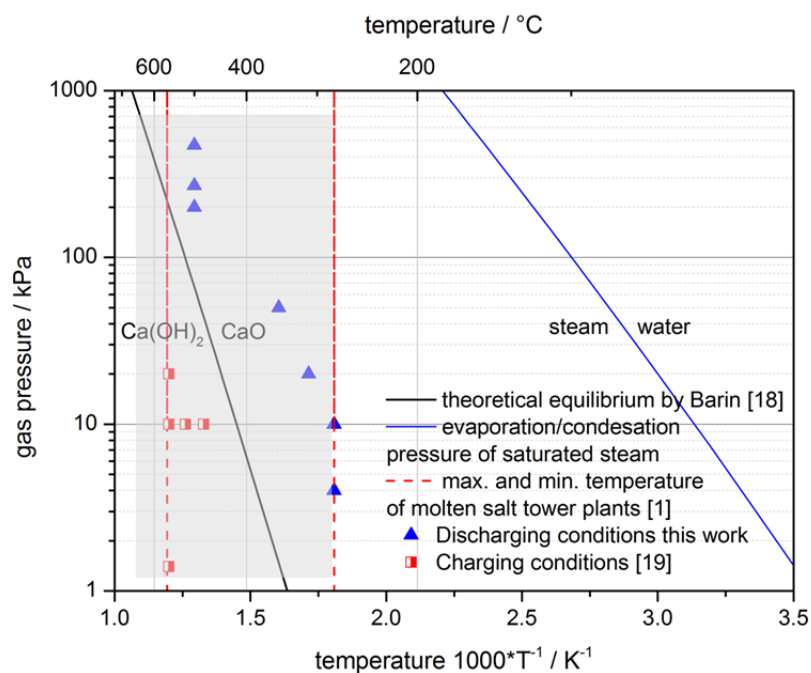 temperature / °C
600 400 200
1000
100
10
1
gas pressure / kPa
Ca(OH)₂ CaO
steam water
theoretical equilibrium by Barin [18]
evaporation/condesation
pressure of saturated steam
max. and min. temperature
of molten salt tower plants [1]
Discharging conditions this work
Charging conditions [19]
1.0 1.5 2.0 2.5 3.0 3.5
temperature 1000*T⁻¹ / K⁻¹